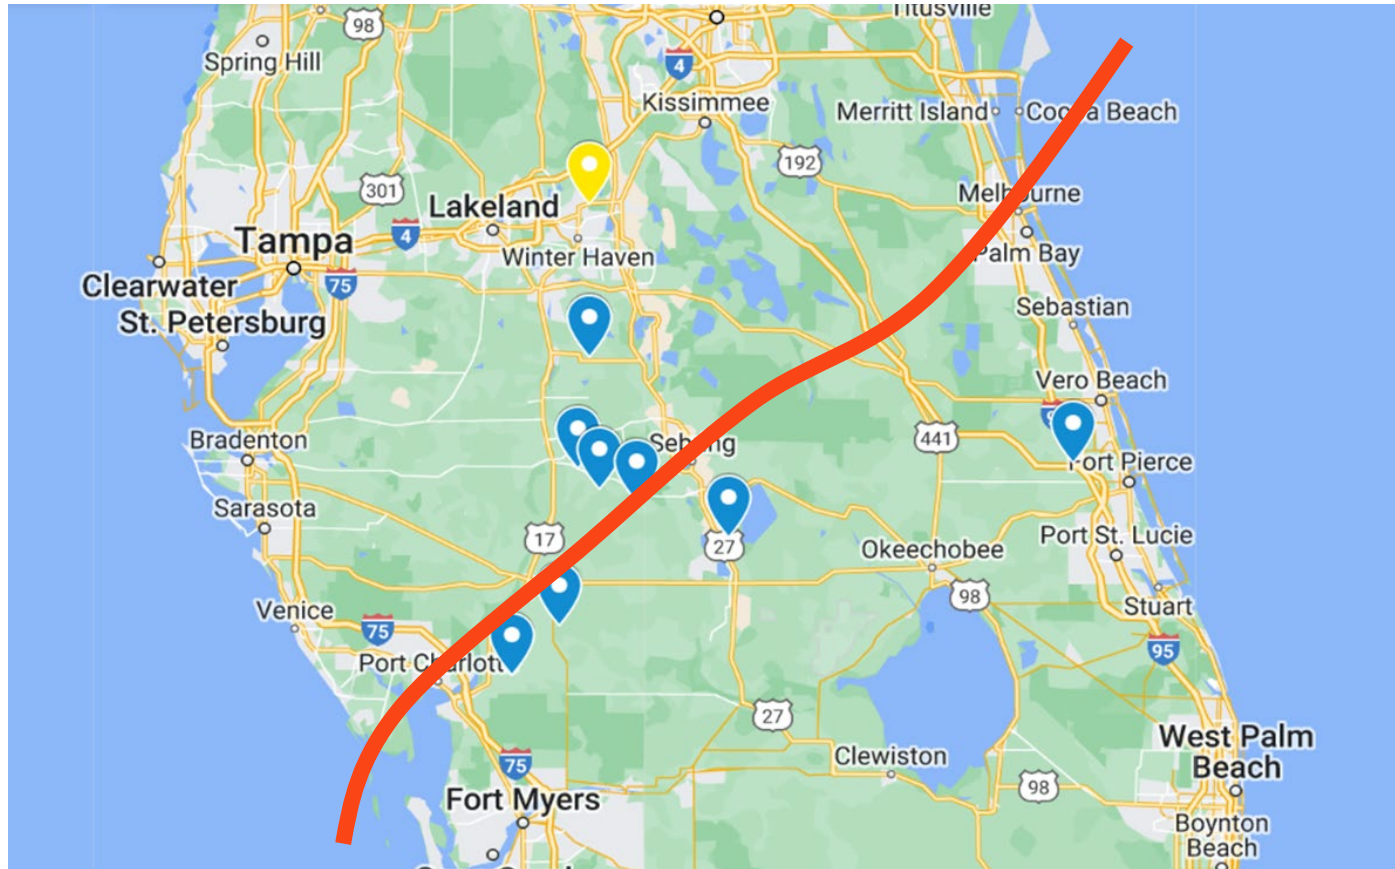 Titusville
98
Spring Hill
4
Kissimmee
Merritt Island
Cocoa Beach
192
301
Lakeland
Melbourne
4
Tampa
Winter Haven
Palm Bay
75
Clearwater
St. Petersburg
Sebastian
Vero Beach
Bradenton
Sebring
441
Fort Pierce
Sarasota
17
27
Okeechobee
Port St. Lucie
98
Venice
75
Stuart
95
Port Charlotte
27
West Palm
Beach
Clewiston
75
98
Fort Myers
Boynton
Beach